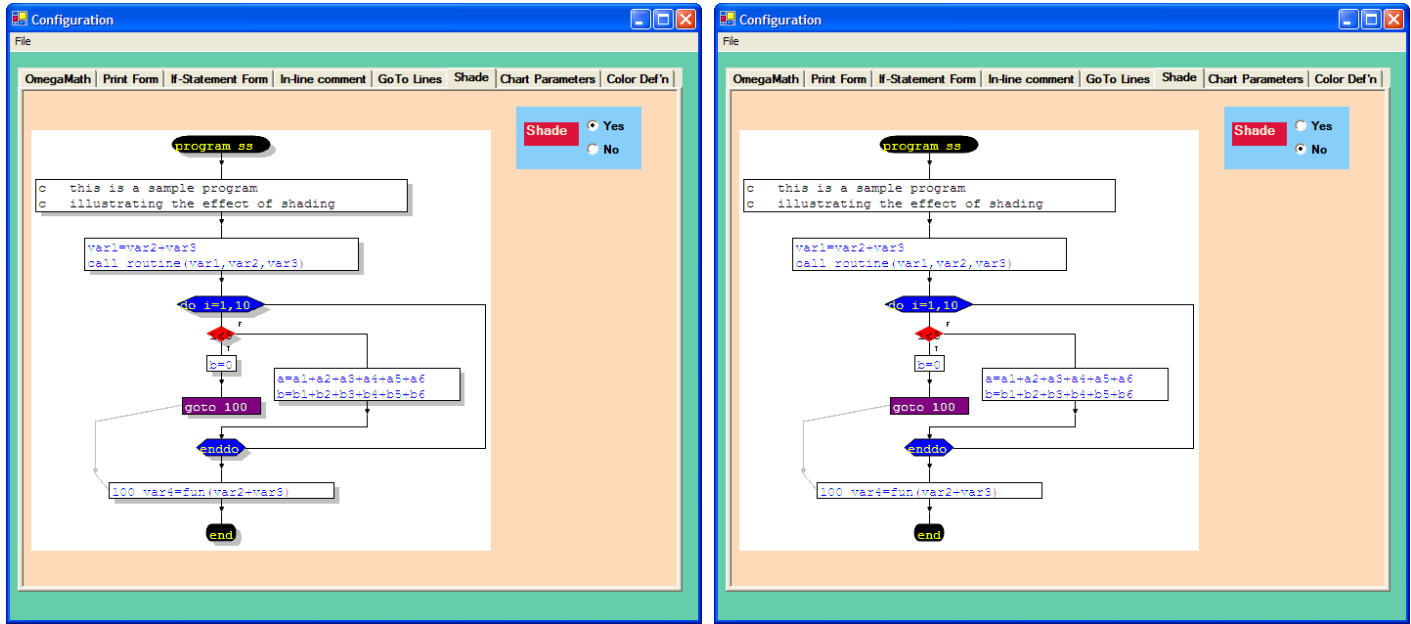 Configuration
File
OmegaMath Print Form If-Statement Form In-line comment GoTo Lines Shade Chart Parameters Color Def'n
Shade
Yes
No
program ss
c   this is a sample program
c   illustrating the effect of shading
var1=var2+var3
call routine(var1,var2,var3)
do i=1,10
F
T
b=0
a=a1+a2+a3+a4+a5+a6
b=b1+b2+b3+b4+b5+b6
goto 100
enddo
100 var4=fun(var2+var3)
end
Configuration
File
OmegaMath Print Form If-Statement Form In-line comment GoTo Lines Shade Chart Parameters Color Def'n
Shade
Yes
No
program ss
c   this is a sample program
c   illustrating the effect of shading
var1=var2+var3
call routine(var1,var2,var3)
do i=1,10
F
T
b=0
a=a1+a2+a3+a4+a5+a6
b=b1+b2+b3+b4+b5+b6
goto 100
enddo
100 var4=fun(var2+var3)
end